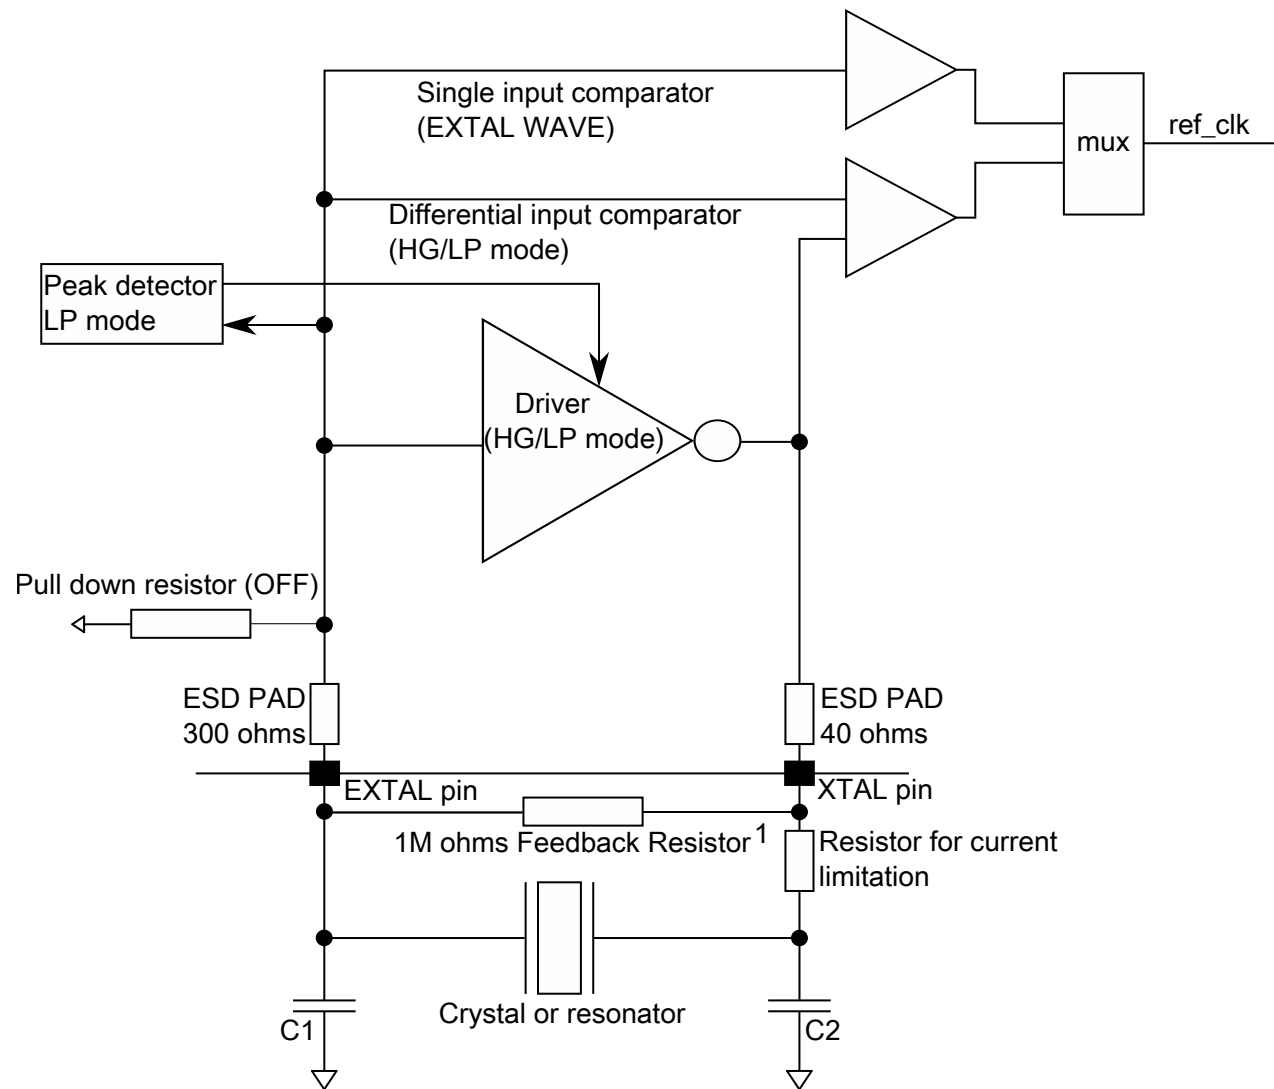 Single input comparator
(EXTAL WAVE)
ref_clk
mux
Differential input comparator
(HG/LP mode)
Peak detector
LP mode
Driver
(HG/LP mode)
Pull down resistor (OFF)
ESD PAD
300 ohms
ESD PAD
40 ohms
EXTAL pin
XTAL pin
1M ohms Feedback Resistor 1
Resistor for current
limitation
Crystal or resonator
C1
C2